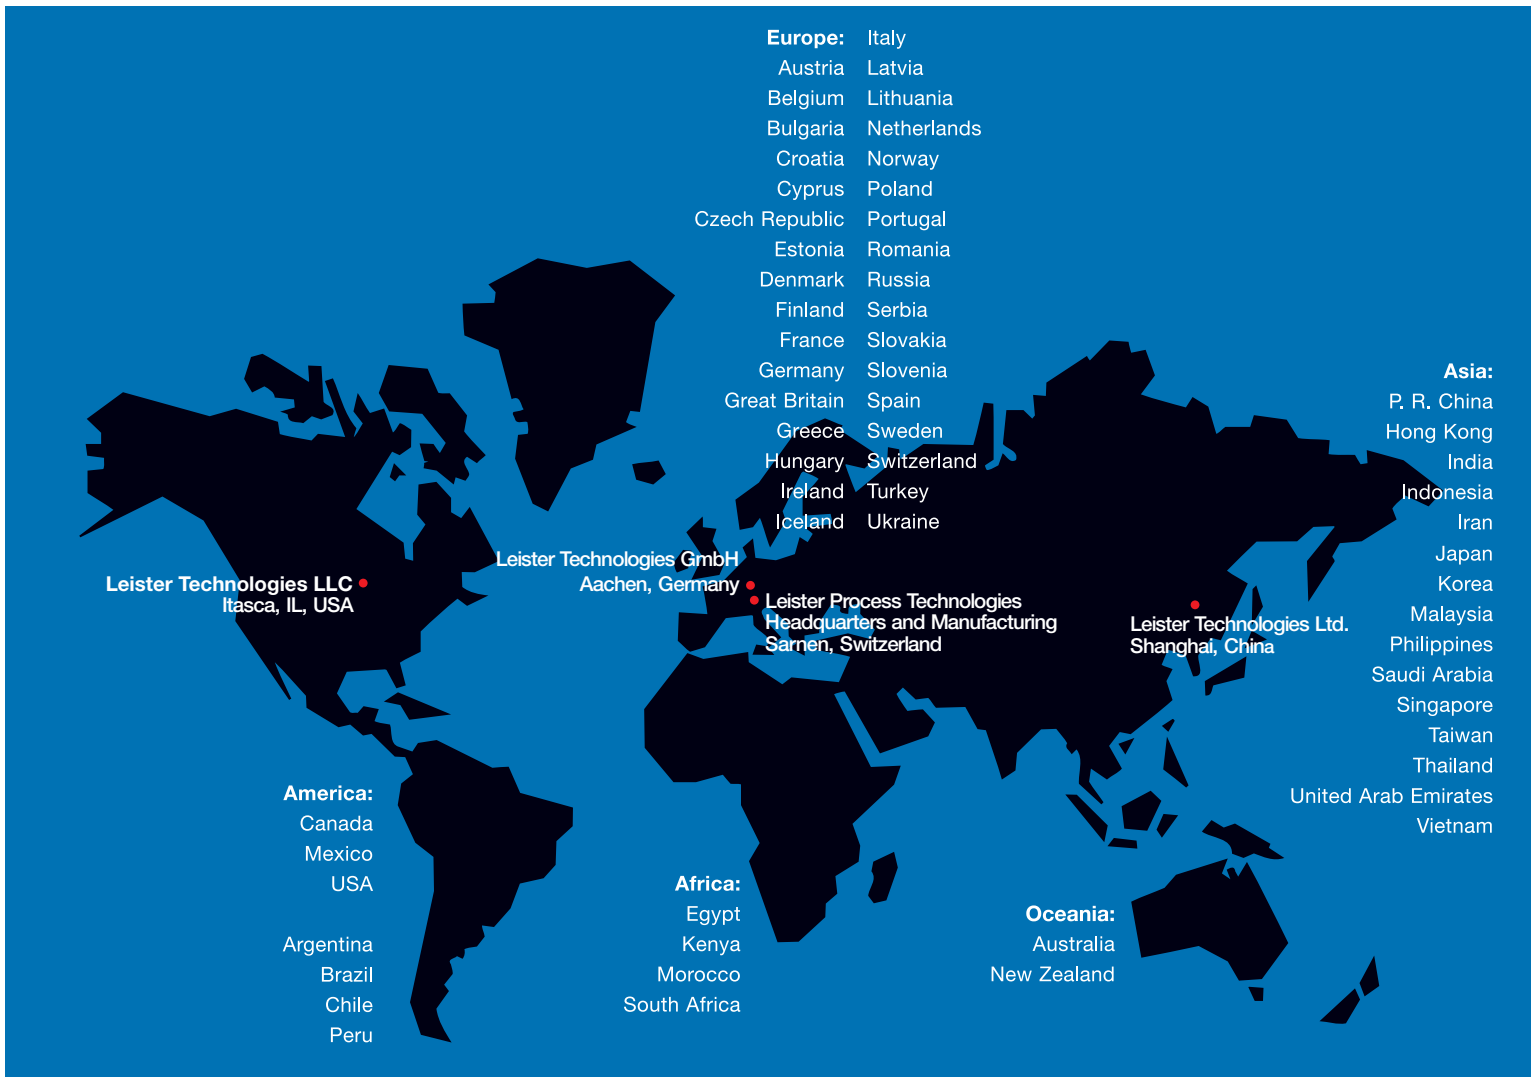 Europe:
Austria
Belgium
Bulgaria
Croatia
Cyprus
Czech Republic
Estonia
Denmark
Finland
France
Germany
Great Britain
Greece
Hungary
Ireland
Iceland
Italy
Latvia
Lithuania
Netherlands
Norway
Poland
Portugal
Romania
Russia
Serbia
Slovakia
Slovenia
Spain
Sweden
Switzerland
Turkey
Ukraine
Asia:
P. R. China
Hong Kong
India
Indonesia
Iran
Japan
Korea
Malaysia
Philippines
Saudi Arabia
Singapore
Taiwan
Thailand
United Arab Emirates
Vietnam
Leister Technologies LLC
Itasca, IL, USA
Leister Technologies GmbH
Aachen, Germany
Leister Process Technologies
Headquarters and Manufacturing
Sarnen, Switzerland
Leister Technologies Ltd.
Shanghai, China
America:
Canada
Mexico
USA
Argentina
Brazil
Chile
Peru
Africa:
Egypt
Kenya
Morocco
South Africa
Oceania:
Australia
New Zealand